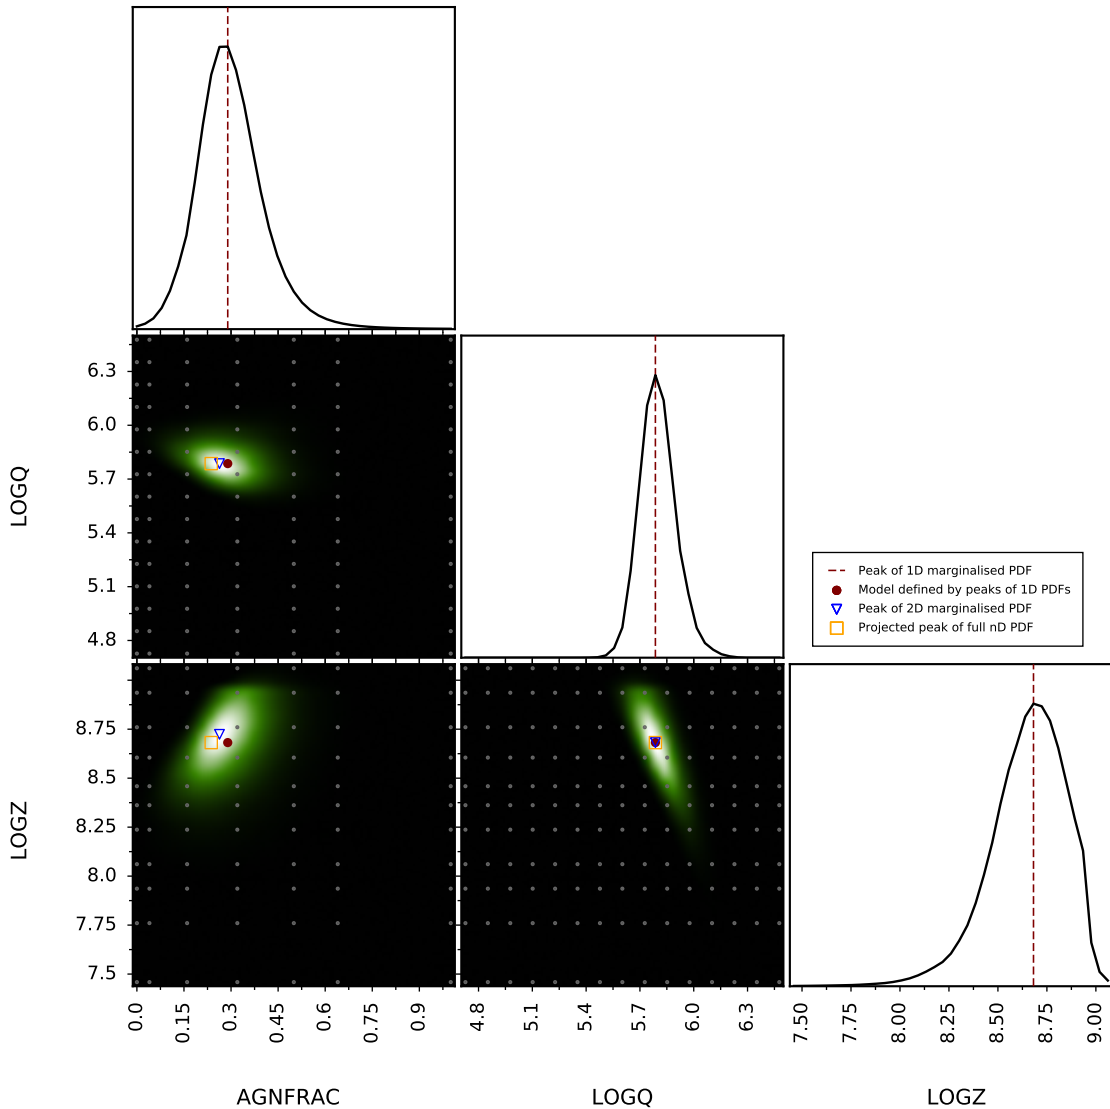 6.3
6.0
5.7
5.4
5.1
4.8
LOGQ
Peak of 1D marginalised PDF
Model defined by peaks of 1D PDFs
Peak of 2D marginalised PDF
Projected peak of full nD PDF
8.75
8.5
8.25
8.0
7.75
7.5
LOGZ
0.0 0.15 0.3 0.45 0.6 0.75 0.9
4.8 5.1 5.4 5.7 6.0 6.3
7.50 7.75 8.00 8.25 8.50 8.75 9.00
AGNFRAC LOGQ LOGZ